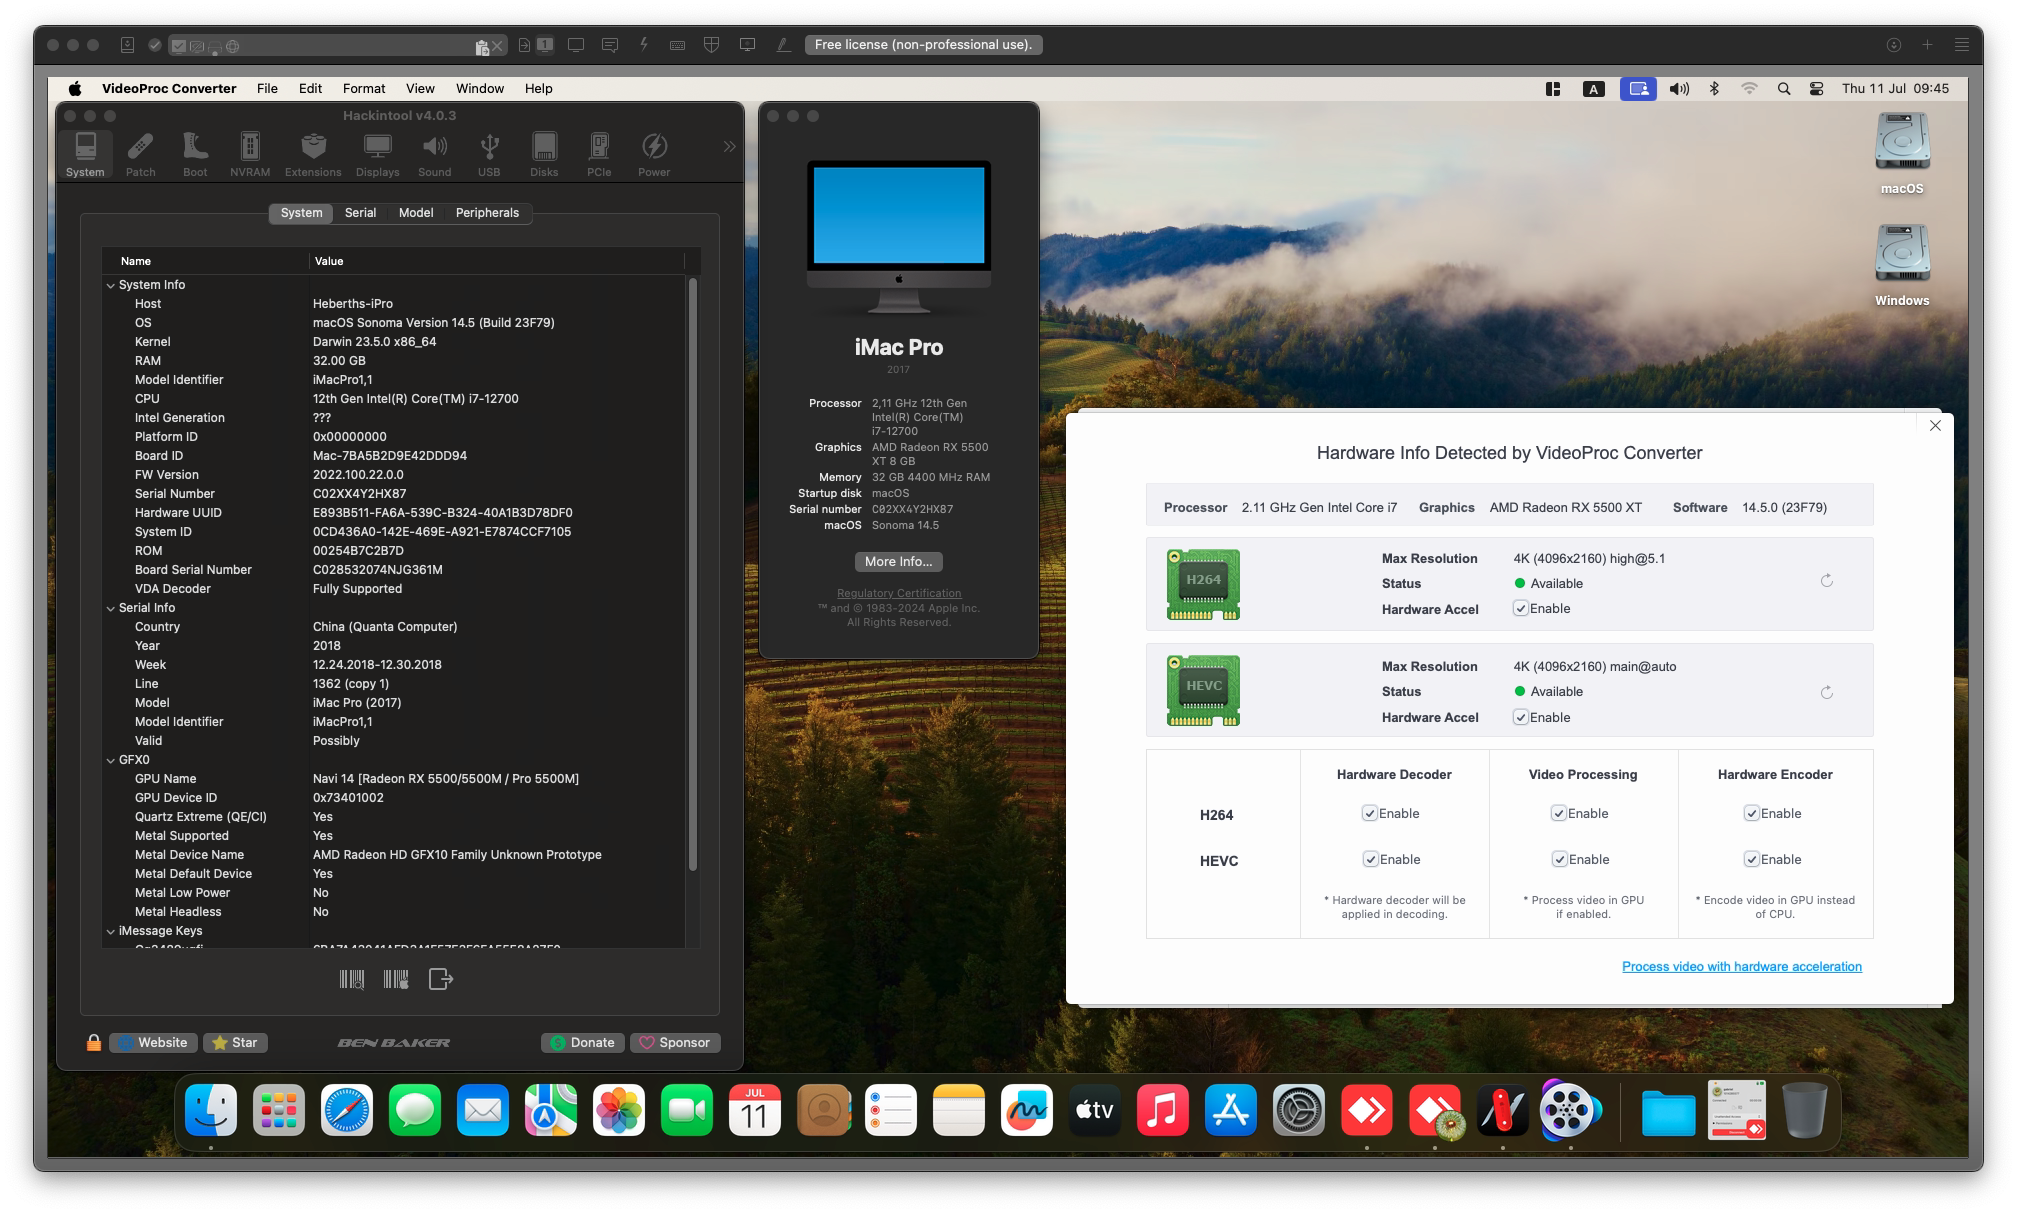 1
Free license (non-professional use).
VideoProc Converter File Edit Format View Window Help
A
Thu 11 Jul 09:45
Hackintool v4.0.3
System Patch Boot NVRAM Extensions Displays Sound USB Disks PCIe Power
System Serial Model Peripherals
Name Value
System Info
Host Heberths-iPro
OS macOS Sonoma Version 14.5 (Build 23F79)
Kernel Darwin 23.5.0 x86_64
RAM 32.00 GB
Model Identifier iMacPro1,1
CPU 12th Gen Intel(R) Core(TM) i7-12700
Intel Generation ???
Platform ID 0x00000000
Board ID Mac-7BA5B2D9E42DDD94
FW Version 2022.100.22.0.0
Serial Number C02XX4Y2HX87
Hardware UUID E893B511-FA6A-539C-B324-40A1B3D78DF0
System ID 0CD436A0-142E-469E-A921-E7874CCF7105
ROM 00254B7C2B7D
Board Serial Number C028532074NJG361M
VDA Decoder Fully Supported
Serial Info
Country China (Quanta Computer)
Year 2018
Week 12.24.2018-12.30.2018
Line 1362 (copy 1)
Model iMac Pro (2017)
Model Identifier iMacPro1,1
Valid Possibly
GFX0
GPU Name Navi 14 [Radeon RX 5500/5500M / Pro 5500M]
GPU Device ID 0x73401002
Quartz Extreme (QE/CI) Yes
Metal Supported Yes
Metal Device Name AMD Radeon HD GFX10 Family Unknown Prototype
Metal Default Device Yes
Metal Low Power No
Metal Headless No
iMessage Keys
Website Star BEN BAKER Donate Sponsor
iMac Pro
2017
Processor 2,11 GHz 12th Gen
Intel(R) Core(TM)
i7-12700
Graphics AMD Radeon RX 5500
XT 8 GB
Memory 32 GB 4400 MHz RAM
Startup disk macOS
Serial number C02XX4Y2HX87
macOS Sonoma 14.5
More Info...
Regulatory Certification
™ and © 1983-2024 Apple Inc.
All Rights Reserved.
macOS
Windows
Hardware Info Detected by VideoProc Converter
Processor 2.11 GHz Gen Intel Core i7 Graphics AMD Radeon RX 5500 XT Software 14.5.0 (23F79)
H264
Max Resolution 4K (4096x2160) high@5.1
Status Available
Hardware Accel Enable
HEVC
Max Resolution 4K (4096x2160) main@auto
Status Available
Hardware Accel Enable
Hardware Decoder Video Processing Hardware Encoder
H264 Enable Enable Enable
HEVC Enable Enable Enable
* Hardware decoder will be
applied in decoding.
* Process video in GPU
if enabled.
* Encode video in GPU instead
of CPU.
Process video with hardware acceleration
JUL
11
tv